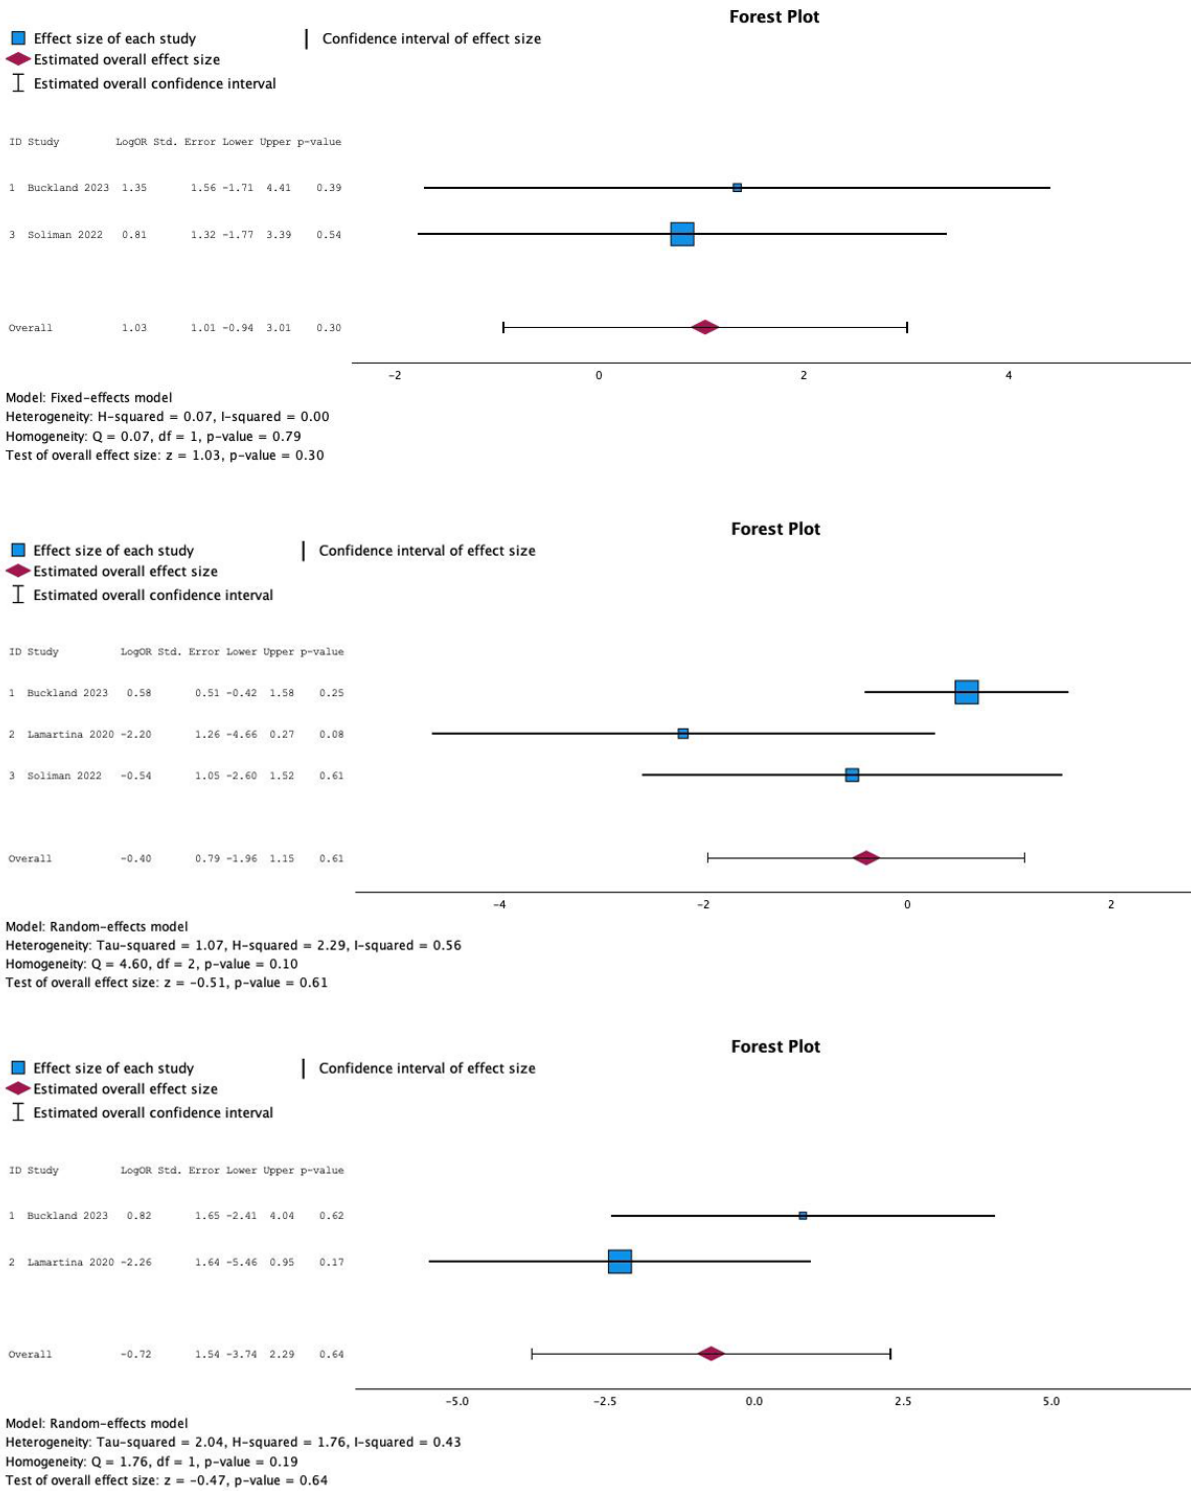 Forest Plot
Effect size of each study Confidence interval of effect size
Estimated overall effect size
Estimated overall confidence interval
ID Study LogOR Std. Error Lower Upper p-value
1 Buckland 2023 1.35 1.56 -1.71 4.41 0.39
3 Soliman 2022 0.81 1.32 -1.77 3.39 0.54
Overall 1.03 1.01 -0.94 3.01 0.30
-2 0 2 4
Model: Fixed-effects model
Heterogeneity: H-squared = 0.07, I-squared = 0.00
Homogeneity: Q = 0.07, df = 1, p-value = 0.79
Test of overall effect size: z = 1.03, p-value = 0.30
Forest Plot
Effect size of each study Confidence interval of effect size
Estimated overall effect size
Estimated overall confidence interval
ID Study LogOR Std. Error Lower Upper p-value
1 Buckland 2023 0.58 0.51 -0.42 1.58 0.25
2 Lamartina 2020 -2.20 1.26 -4.66 0.27 0.08
3 Soliman 2022 -0.54 1.05 -2.60 1.52 0.61
Overall -0.40 0.79 -1.96 1.15 0.61
-4 -2 0 2
Model: Random-effects model
Heterogeneity: Tau-squared = 1.07, H-squared = 2.29, I-squared = 0.56
Homogeneity: Q = 4.60, df = 2, p-value = 0.10
Test of overall effect size: z = -0.51, p-value = 0.61
Forest Plot
Effect size of each study Confidence interval of effect size
Estimated overall effect size
Estimated overall confidence interval
ID Study LogOR Std. Error Lower Upper p-value
1 Buckland 2023 0.82 1.65 -2.41 4.04 0.62
2 Lamartina 2020 -2.26 1.64 -5.46 0.95 0.17
Overall -0.72 1.54 -3.74 2.29 0.64
-5.0 -2.5 0.0 2.5 5.0
Model: Random-effects model
Heterogeneity: Tau-squared = 2.04, H-squared = 1.76, I-squared = 0.43
Homogeneity: Q = 1.76, df = 1, p-value = 0.19
Test of overall effect size: z = -0.47, p-value = 0.64